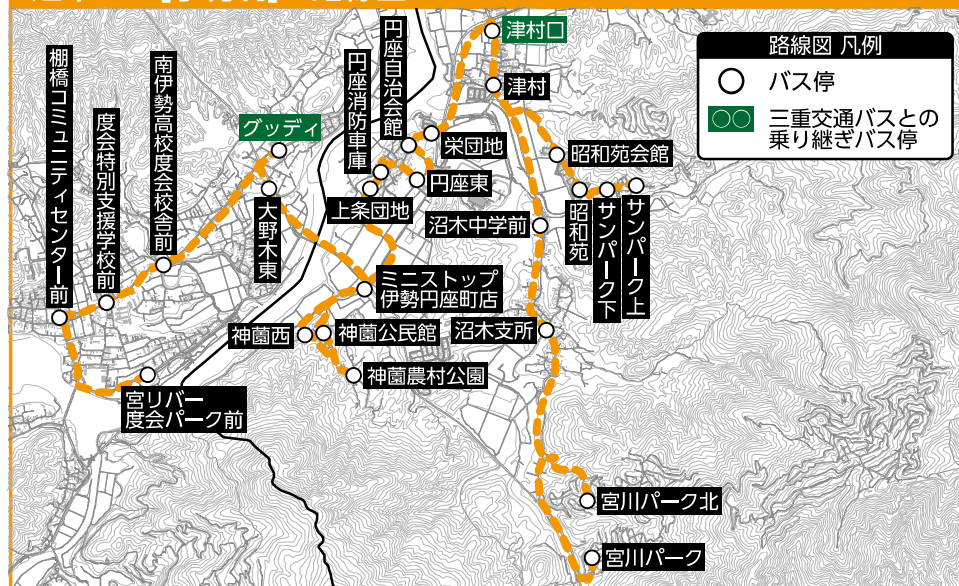 路線図 凡例
バス停
○○
三重交通バスとの
乗り継ぎバス停
津村口
津村
円座自治会館
円座消防車庫
栄団地
円座東
上条団地
グッディ
大野木東
南伊勢高校度会校舎前
度会特別支援学校前
棚橋コミュニティセンター前
宮リバー
度会パーク前
昭和苑会館
昭和苑
サンパーク下
サンパーク上
沼木中学前
ミニストップ
伊勢円座町店
神薗西
神薗公民館
神薗農村公園
沼木支所
宮川パーク北
宮川パーク